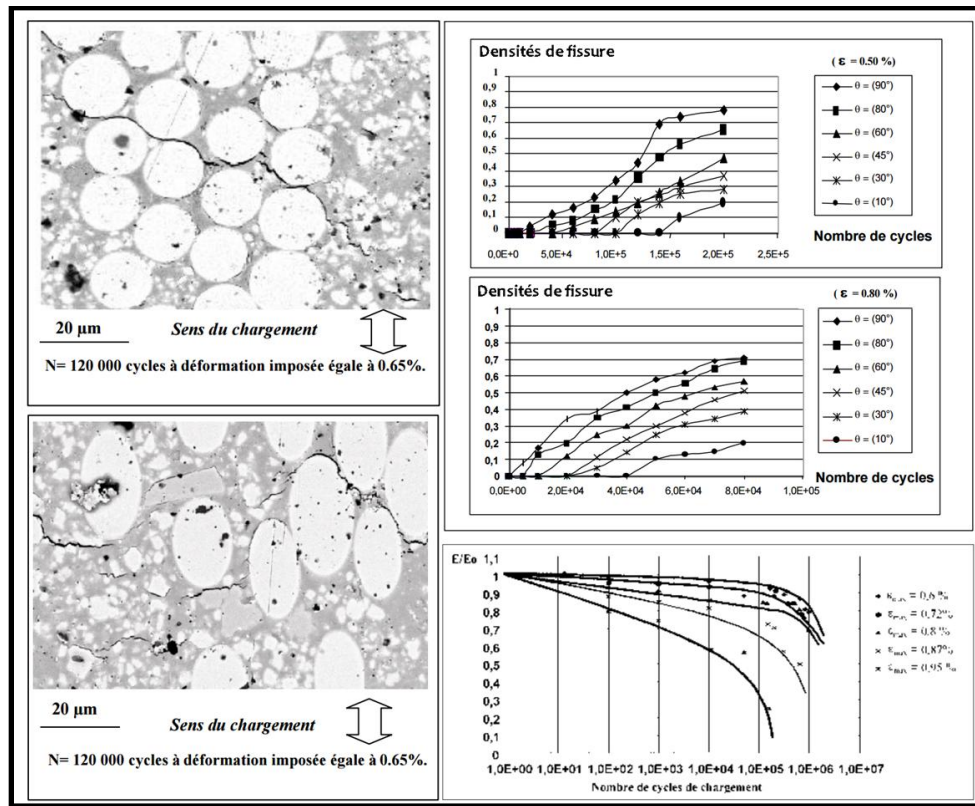 20 µm
Sens du chargement
N= 120 000 cycles à déformation imposée égale à 0.65%.
20 µm
Sens du chargement
N= 120 000 cycles à déformation imposée égale à 0.65%.
Densités de fissure
( ε = 0.50 %)
1
0,9
0,8
0,7
0,6
0,5
0,4
0,3
0,2
0,1
0
0,0E+0 5,0E+4 1,0E+5 1,5E+5 2,0E+5 2,5E+5
Nombre de cycles
θ = (90°)
θ = (80°)
θ = (60°)
θ = (45°)
θ = (30°)
θ = (10°)
Densités de fissure
( ε = 0.80 %)
1
0,9
0,8
0,7
0,6
0,5
0,4
0,3
0,2
0,1
0
0,0E+00 2,0E+04 4,0E+04 6,0E+04 8,0E+04 1,0E+05
Nombre de cycles
θ = (90°)
θ = (80°)
θ = (60°)
θ = (45°)
θ = (30°)
θ = (10°)
E/Eo
1,1
1
0,9
0,8
0,7
0,6
0,5
0,4
0,3
0,2
0,1
0
1,0E+00 1,0E+01 1,0E+02 1,0E+03 1,0E+04 1,0E+05 1,0E+06 1,0E+07
Nombre de cycles de chargement
= 0,72%
= 0,87%